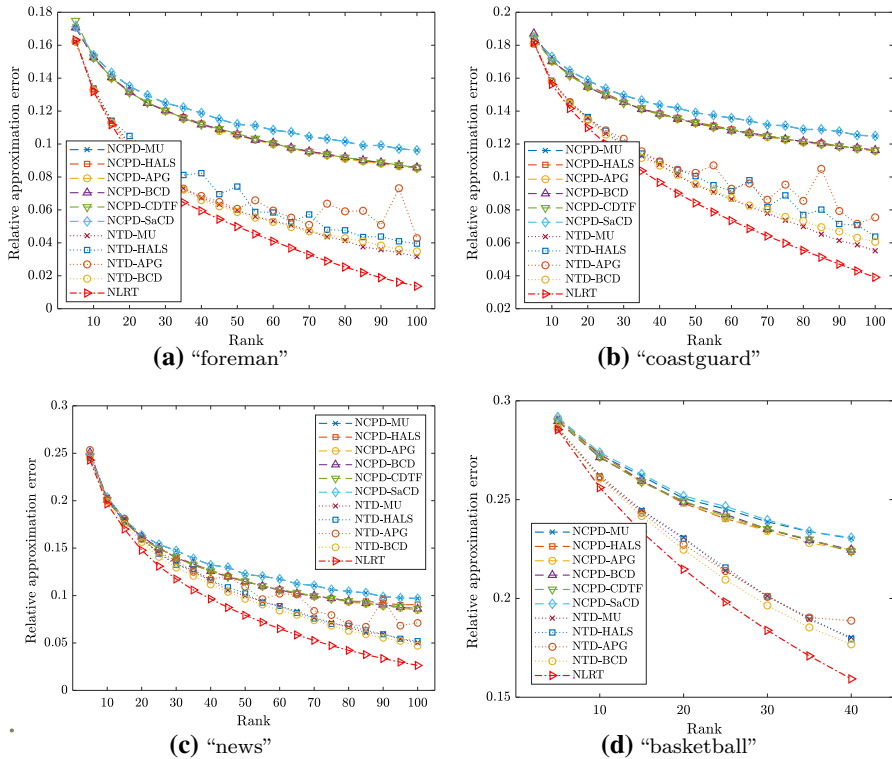 0.18
0.16
0.14
0.12
0.1
0.08
0.06
0.04
0.02
0
Relative approximation error
NCPD-MU
NCPD-HALS
NCPD-APG
NCPD-BCD
NCPD-CDTF
NCPD-SaCD
NTD-MU
NTD-HALS
NTD-APG
NTD-BCD
NLRT
10 20 30 40 50 60 70 80 90 100
Rank
(a) “foreman”
0.2
0.18
0.16
0.14
0.12
0.1
0.08
0.06
0.04
0.02
Relative approximation error
NCPD-MU
NCPD-HALS
NCPD-APG
NCPD-BCD
NCPD-CDTF
NCPD-SaCD
NTD-MU
NTD-HALS
NTD-APG
NTD-BCD
NLRT
10 20 30 40 50 60 70 80 90 100
Rank
(b) “coastguard”
0.3
0.25
0.2
0.15
0.1
0.05
0
Relative approximation error
NCPD-MU
NCPD-HALS
NCPD-APG
NCPD-BCD
NCPD-CDTF
NCPD-SaCD
NTD-MU
NTD-HALS
NTD-APG
NTD-BCD
NLRT
10 20 30 40 50 60 70 80 90 100
Rank
(c) “news”
0.3
0.25
0.2
0.15
Relative approximation error
NCPD-MU
NCPD-HALS
NCPD-APG
NCPD-BCD
NCPD-CDTF
NCPD-SaCD
NTD-MU
NTD-HALS
NTD-APG
NTD-BCD
NLRT
10 20 30 40
Rank
(d) “basketball”